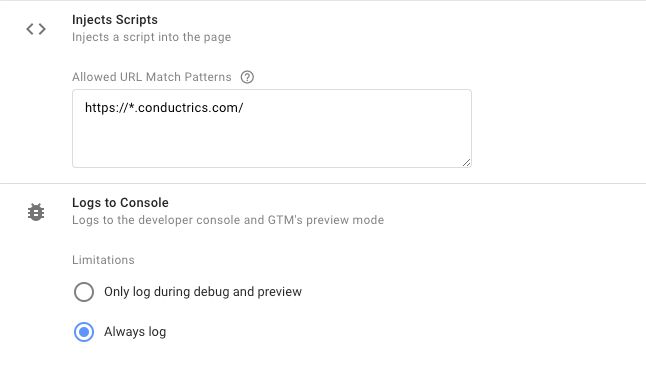 Injects Scripts
Injects a script into the page
Allowed URL Match Patterns
https://*.conductrics.com/
Logs to Console
Logs to the developer console and GTM's preview mode
Limitations
Only log during debug and preview
Always log